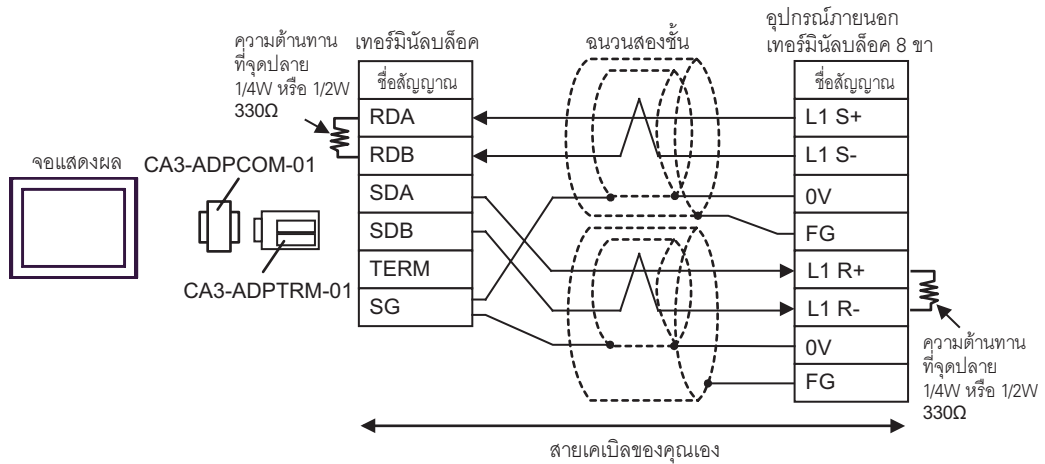 อุปกรณ์ภายนอก
เทอร์มินัลบล็อค 8 ขา
ความต้านทาน
ที่จุดปลาย
1/4W หรือ 1/2W
330Ω
เทอร์มินัลบล็อค
ฉนวนสองชั้น
ชื่อสัญญาณ
RDA
RDB
SDA
SDB
TERM
SG
ชื่อสัญญาณ
L1 S+
L1 S-
0V
FG
L1 R+
L1 R-
0V
FG
จอแสดงผล
CA3-ADPCOM-01
CA3-ADPTRM-01
ความต้านทาน
ที่จุดปลาย
1/4W หรือ 1/2W
330Ω
สายเคเบิลของคุณเอง